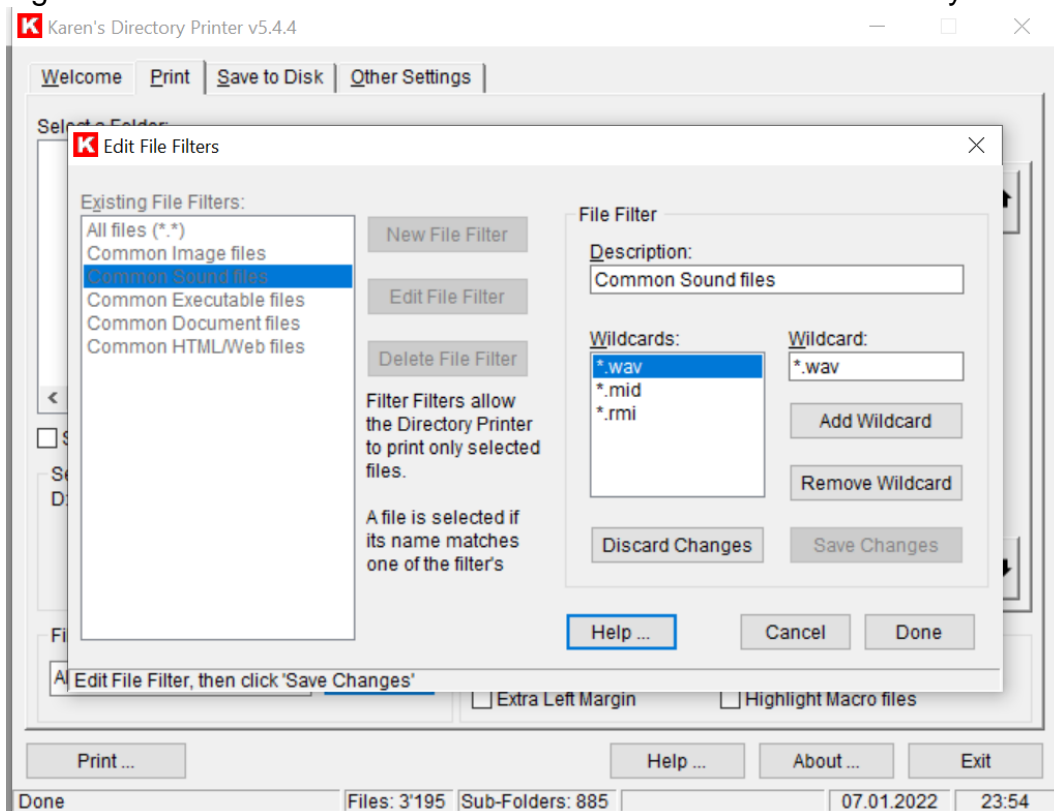 Karen's Directory Printer v5.4.4
Welcome Print Save to Disk Other Settings
Select a Folder:
Edit File Filters
Existing File Filters:
All files (*.*)
Common Image files
Common Sound files
Common Executable files
Common Document files
Common HTML/Web files
New File Filter
Edit File Filter
Delete File Filter
Filter Filters allow
the Directory Printer
to print only selected
files.
A file is selected if
its name matches
one of the filter's
File Filter
Description:
Common Sound files
Wildcards:
*.wav
*.mid
*.rmi
Wildcard:
*.wav
Add Wildcard
Remove Wildcard
Discard Changes Save Changes
Help ... Cancel Done
Edit File Filter, then click 'Save Changes'
Extra Left Margin Highlight Macro files
Print ... Help ... About ... Exit
Done Files: 3'195 Sub-Folders: 885 07.01.2022 23:54